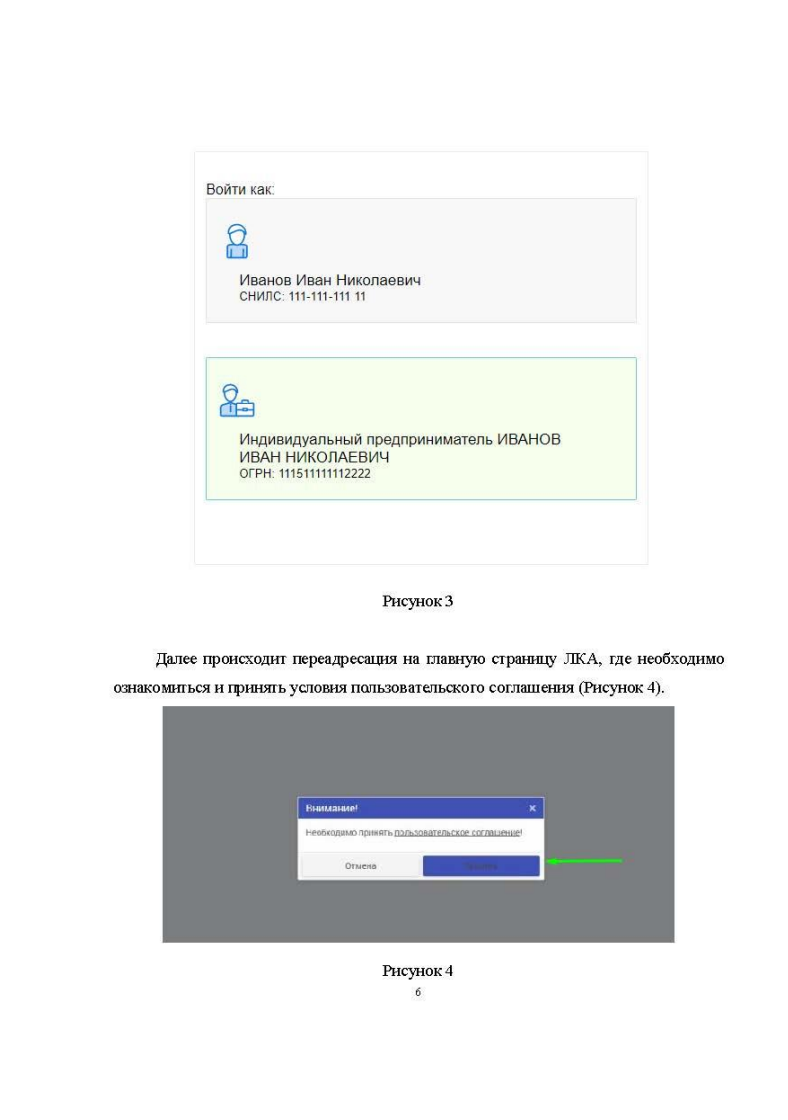 Войти как:
Иванов Иван Николаевич
СНИЛС: 111-111-111 11
Индивидуальный предприниматель ИВАНОВ
ИВАН НИКОЛАЕВИЧ
ОГРН: 111511111112222
Рисунок 3
Далее происходит переадресация на главную страницу ЛКА, где необходимо
ознакомиться и принять условия пользовательского соглашения (Рисунок 4).
Внимание! ×
Необходимо принять пользовательское соглашение!
Отмена
Рисунок 4
6